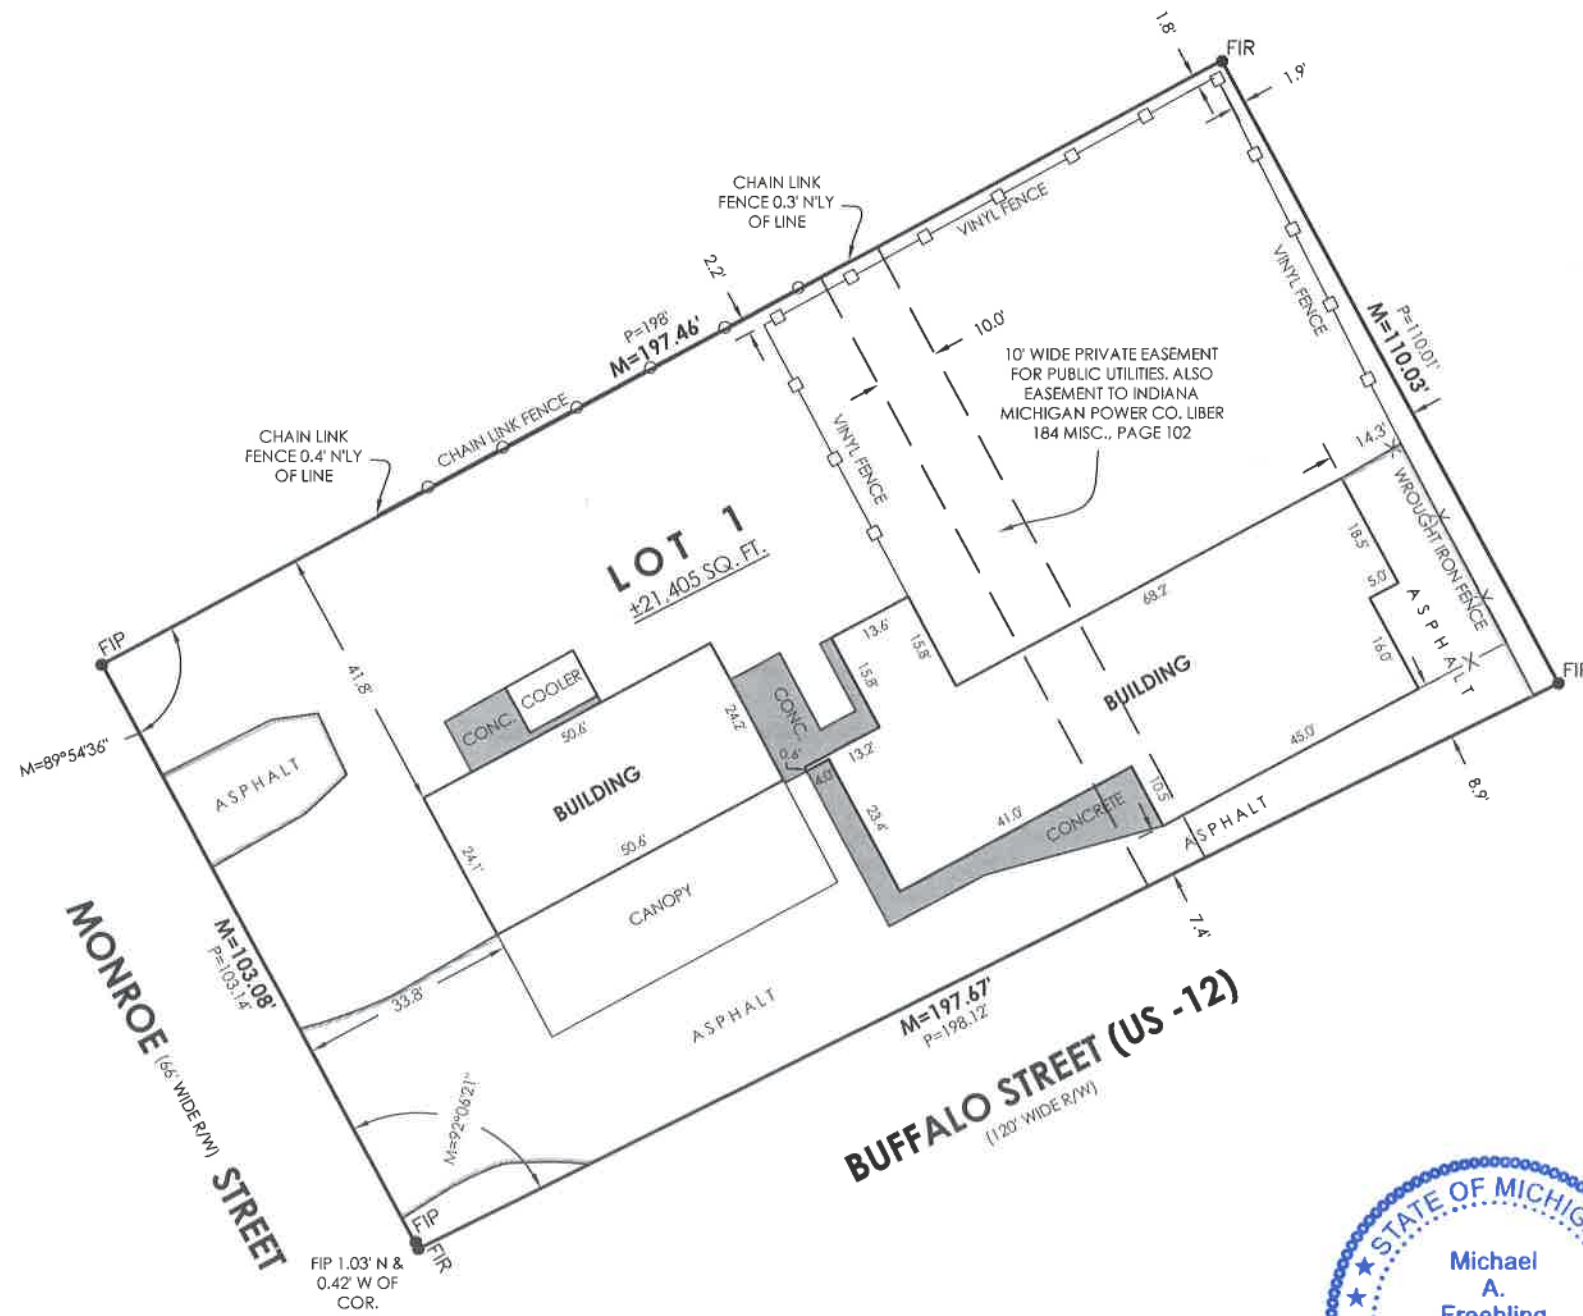 1.8'
FIR
1.9'
CHAIN LINK
FENCE 0.3' N'LY
OF LINE
VINYL FENCE
2.2'
10.0'
VINYL FENCE
P=198'
M=197.46'
P=110.01'
M=110.03'
10' WIDE PRIVATE EASEMENT
FOR PUBLIC UTILITIES. ALSO
EASEMENT TO INDIANA
MICHIGAN POWER CO. LIBER
184 MISC., PAGE 102
CHAIN LINK
FENCE 0.4' N'LY
OF LINE
CHAIN LINK FENCE
VINYL FENCE
14.3'
WROUGHT IRON FENCE
LOT 1
±21,405 SQ. FT.
18.5'
5.0'
ASPHALT
68.2'
16.0'
FIP
41.8'
13.6'
15.8'
15.8'
BUILDING
FIP
COOLER
CONC.
50.6'
24.2'
CONC.
M=89°54'36"
ASPHALT
BUILDING
0.6'
13.2'
4.0'
45.0'
10.5'
8.9'
23.4'
41.0'
CONCRETE
ASPHALT
24.1'
50.6'
CANOPY
7.4'
MONROE (66' WIDE R/W) STREET
M=103.08'
P=103.14'
33.8'
ASPHALT
M=197.67'
P=198.12'
BUFFALO STREET (US -12)
(120' WIDE R/W)
M=92°06'21"
FIP
FIR
FIP 1.03' N &
0.42' W OF
COR.
STATE OF MICHIG
Michael
A.